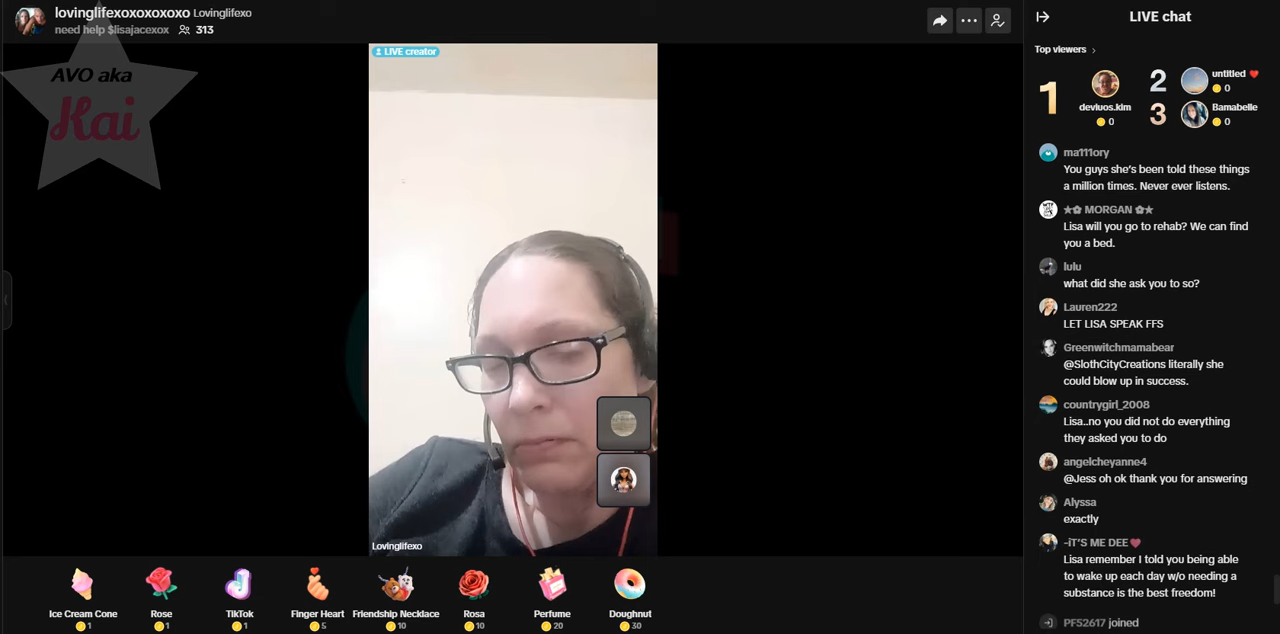 lovinglifexoxoxoxoxo Lovinglifexo
need help $lisajacexox 313
AVO aka
Kai
LIVE creator
Lovinglifexo
Ice Cream Cone
1
Rose
1
TikTok
1
Finger Heart
5
Friendship Necklace
10
Rosa
10
Perfume
20
Doughnut
30
LIVE chat
Top viewers
1
deviuos.kim
0
2
untitled ❤️
0
3
Bamabelle
0
ma111ory
You guys she's been told these things
a million times. Never ever listens.
★✿ MORGAN ✿★
Lisa will you go to rehab? We can find
you a bed.
lulu
what did she ask you to so?
Lauren222
LET LISA SPEAK FFS
Greenwitchmamabear
@SlothCityCreations literally she
could blow up in success.
countrygirl_2008
Lisa..no you did not do everything
they asked you to do
angelcheyanne4
@Jess oh ok thank you for answering
Alyssa
exactly
-iT'S ME DEE❤️
Lisa remember I told you being able
to wake up each day w/o needing a
substance is the best freedom!
PFS2617 joined